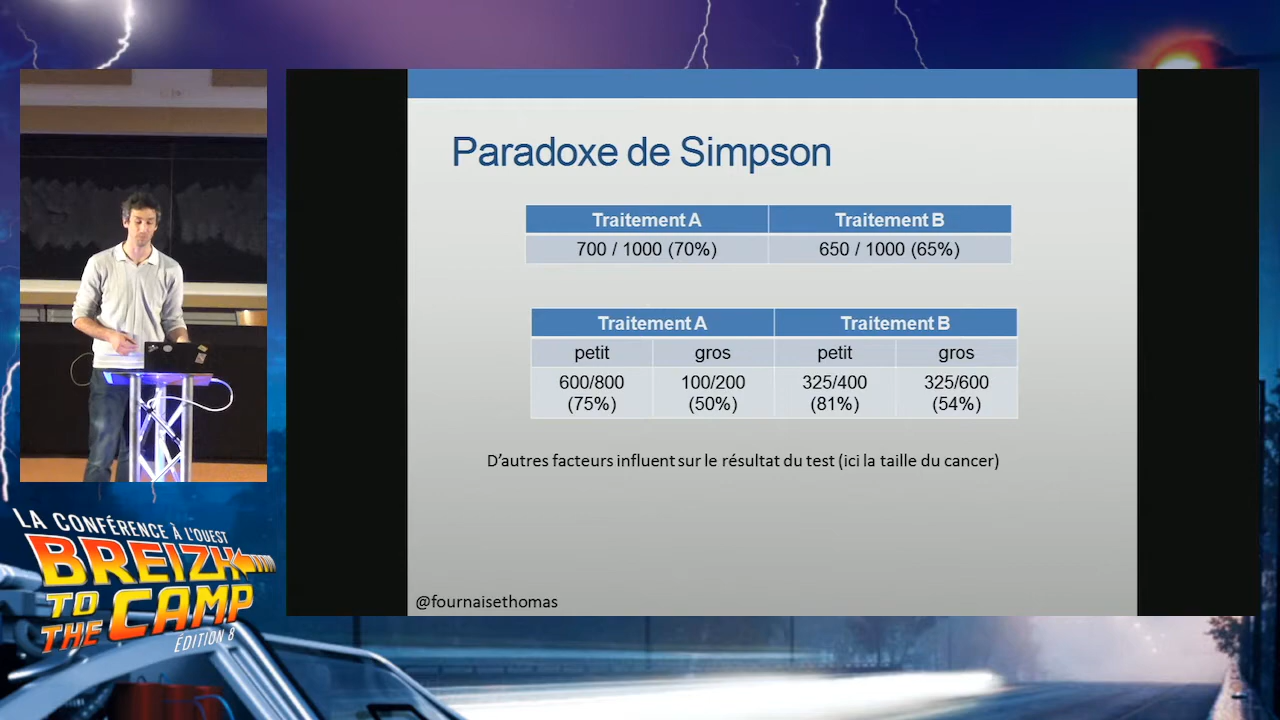 Paradoxe de Simpson
Traitement A Traitement B
700 / 1000 (70%) 650 / 1000 (65%)
Traitement A Traitement B
petit gros petit gros
600/800 100/200 325/400 325/600
(75%) (50%) (81%) (54%)
D'autres facteurs influent sur le résultat du test (ici la taille du cancer)
@fournaisethomas
LA CONFÉRENCE À L'OUEST
BREIZH
TO CAMP
THE
ÉDITION 8